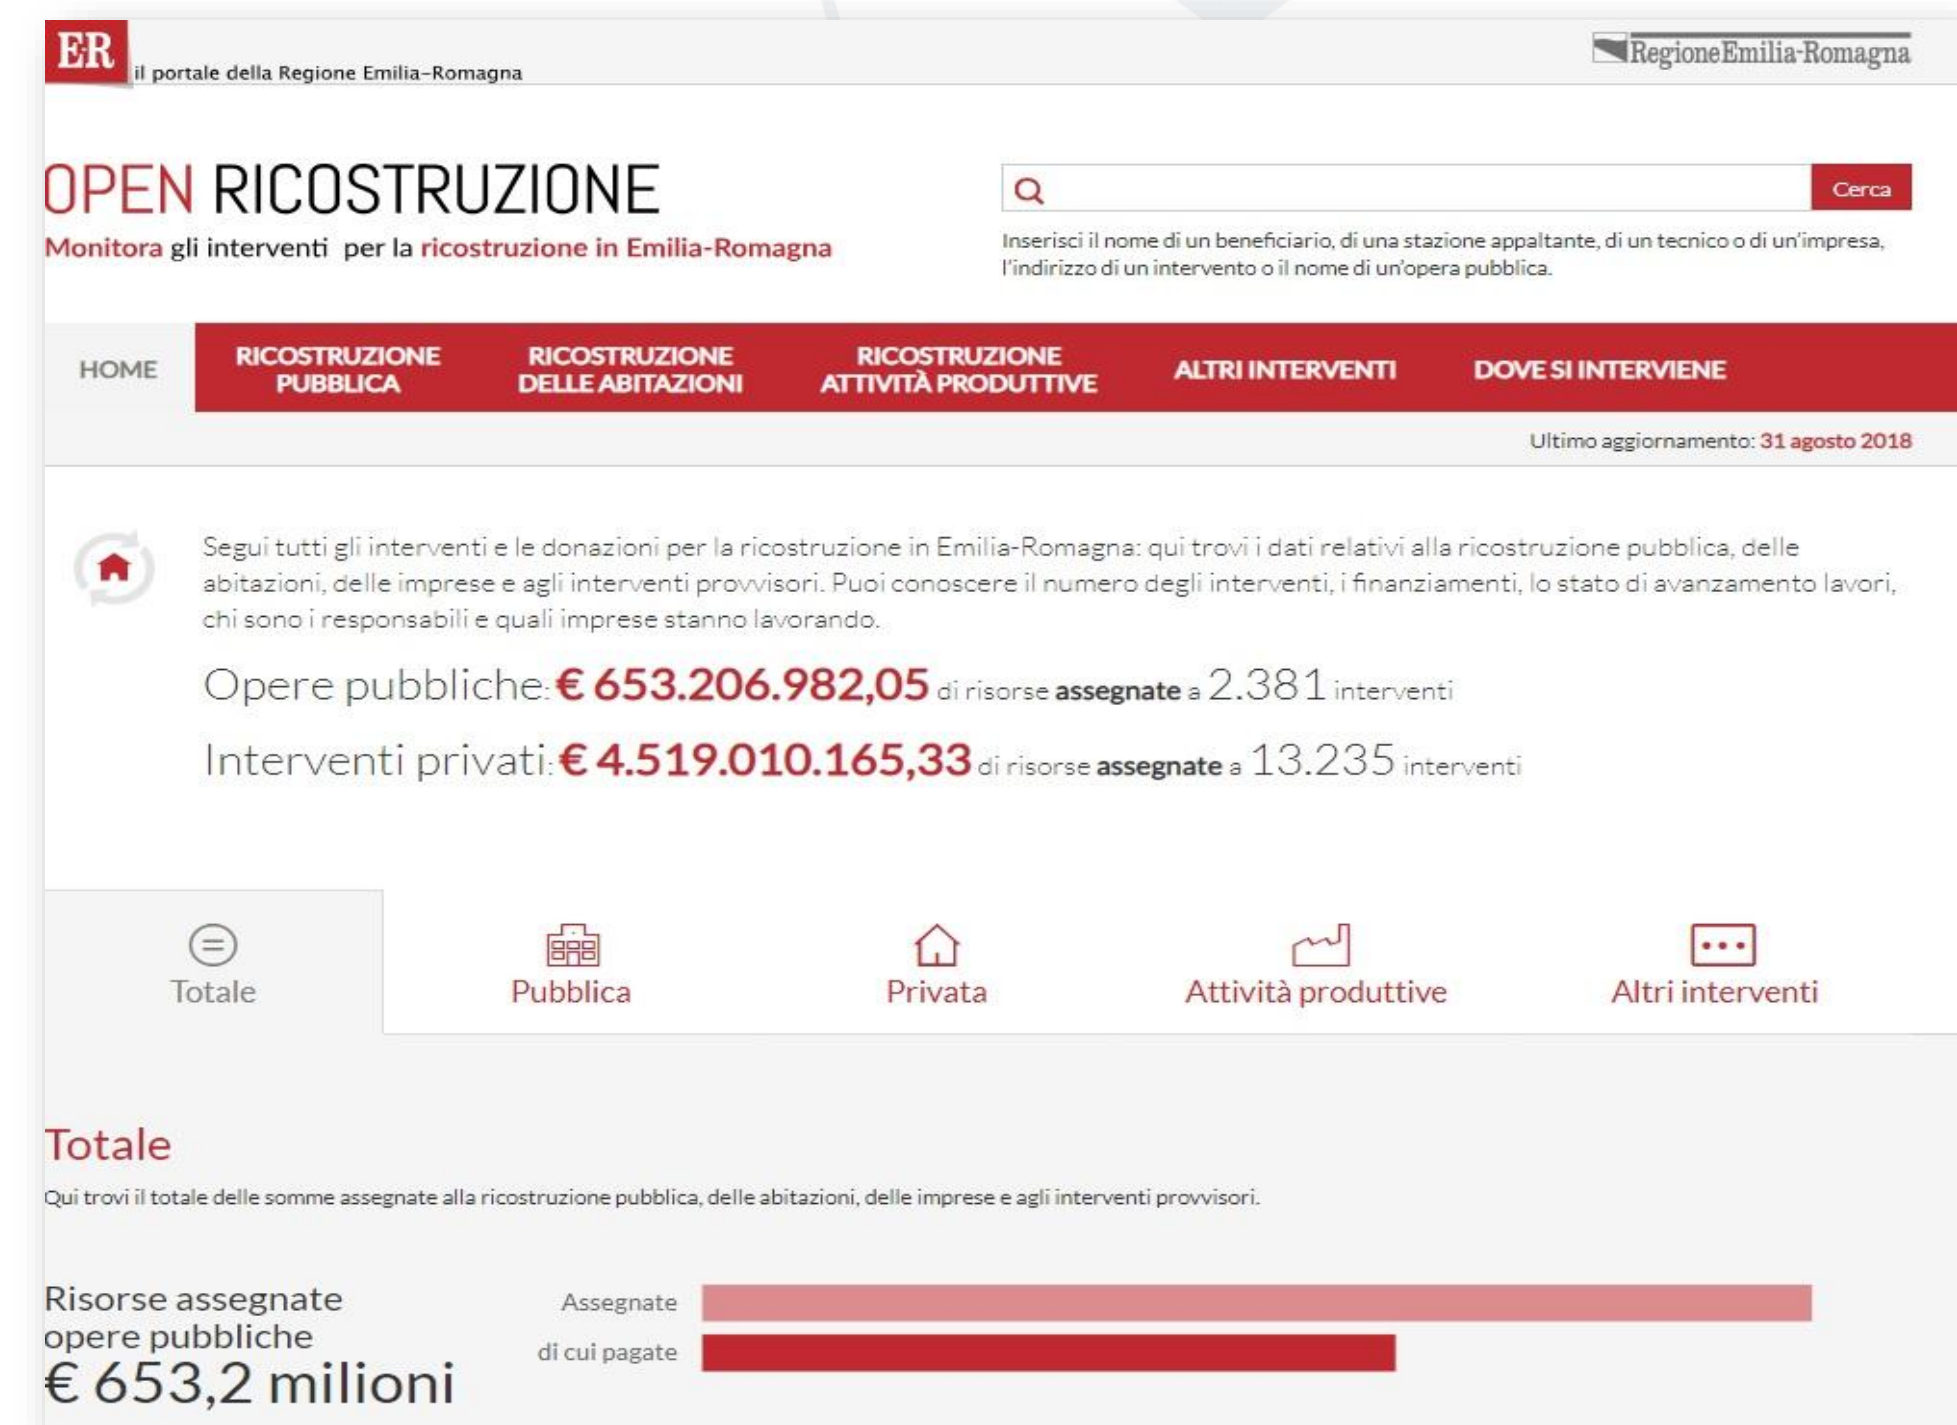 E·R il portale della Regione Emilia-Romagna
RegioneEmilia-Romagna
OPEN RICOSTRUZIONE
Monitora gli interventi per la ricostruzione in Emilia-Romagna
Cerca
Inserisci il nome di un beneficiario, di una stazione appaltante, di un tecnico o di un'impresa,
l'indirizzo di un intervento o il nome di un'opera pubblica.
HOME
RICOSTRUZIONE
PUBBLICA
RICOSTRUZIONE
DELLE ABITAZIONI
RICOSTRUZIONE
ATTIVITÀ PRODUTTIVE
ALTRI INTERVENTI
DOVE SI INTERVIENE
Ultimo aggiornamento: 31 agosto 2018
Segui tutti gli interventi e le donazioni per la ricostruzione in Emilia-Romagna: qui trovi i dati relativi alla ricostruzione pubblica, delle
abitazioni, delle imprese e agli interventi provvisori. Puoi conoscere il numero degli interventi, i finanziamenti, lo stato di avanzamento lavori,
chi sono i responsabili e quali imprese stanno lavorando.
Opere pubbliche: € 653.206.982,05 di risorse assegnate a 2.381 interventi
Interventi privati: € 4.519.010.165,33 di risorse assegnate a 13.235 interventi
Totale
Pubblica
Privata
Attività produttive
Altri interventi
Totale
Qui trovi il totale delle somme assegnate alla ricostruzione pubblica, delle abitazioni, delle imprese e agli interventi provvisori.
Risorse assegnate
opere pubbliche
€ 653,2 milioni
Assegnate
di cui pagate